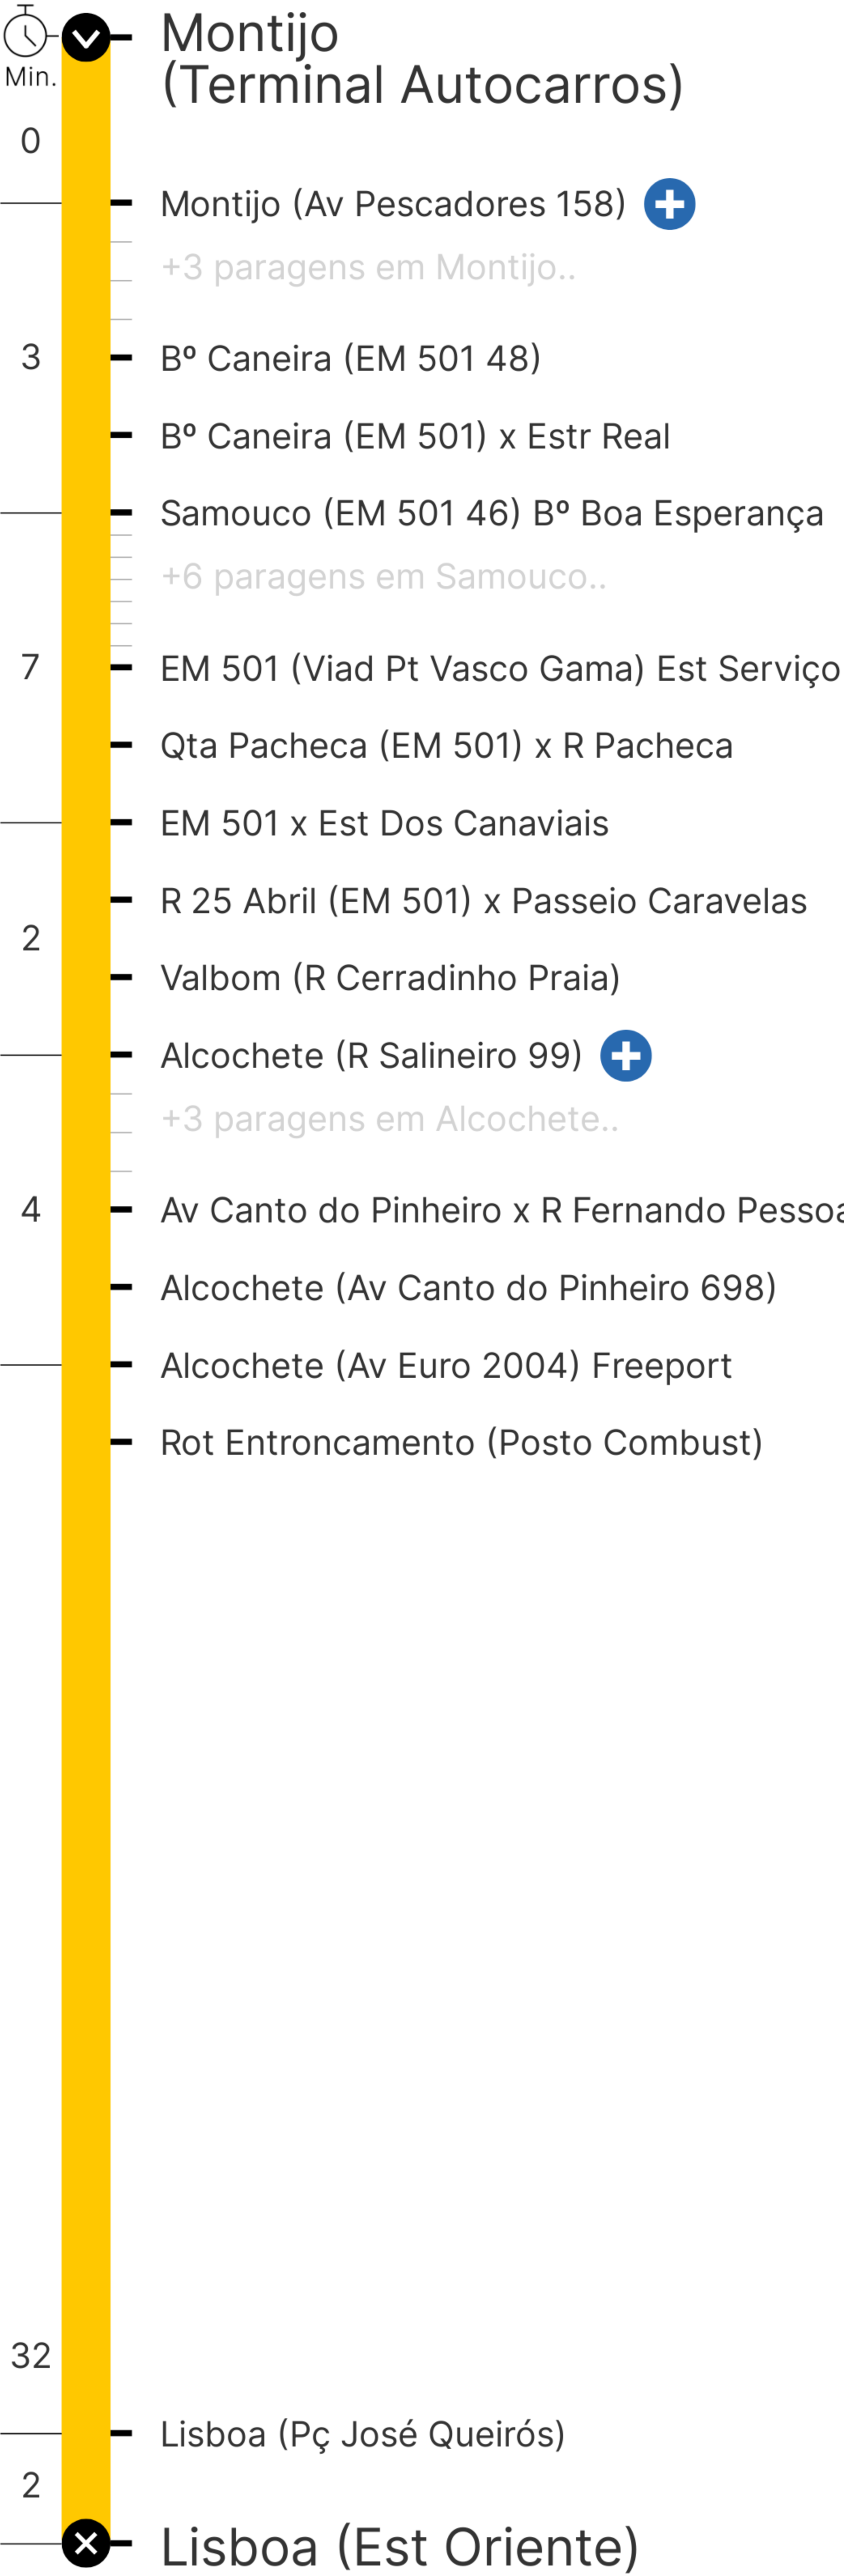 Montijo
(Terminal Autocarros)
Min.
0
Montijo (Av Pescadores 158)
+3 paragens em Montijo..
3
Bº Caneira (EM 501 48)
Bº Caneira (EM 501) x Estr Real
Samouco (EM 501 46) Bº Boa Esperança
+6 paragens em Samouco..
7
EM 501 (Viad Pt Vasco Gama) Est Serviço
Qta Pacheca (EM 501) x R Pacheca
EM 501 x Est Dos Canaviais
R 25 Abril (EM 501) x Passeio Caravelas
2
Valbom (R Cerradinho Praia)
Alcochete (R Salineiro 99)
+3 paragens em Alcochete..
4
Av Canto do Pinheiro x R Fernando Pessoa
Alcochete (Av Canto do Pinheiro 698)
Alcochete (Av Euro 2004) Freeport
Rot Entroncamento (Posto Combust)
32
Lisboa (Pç José Queirós)
2
Lisboa (Est Oriente)